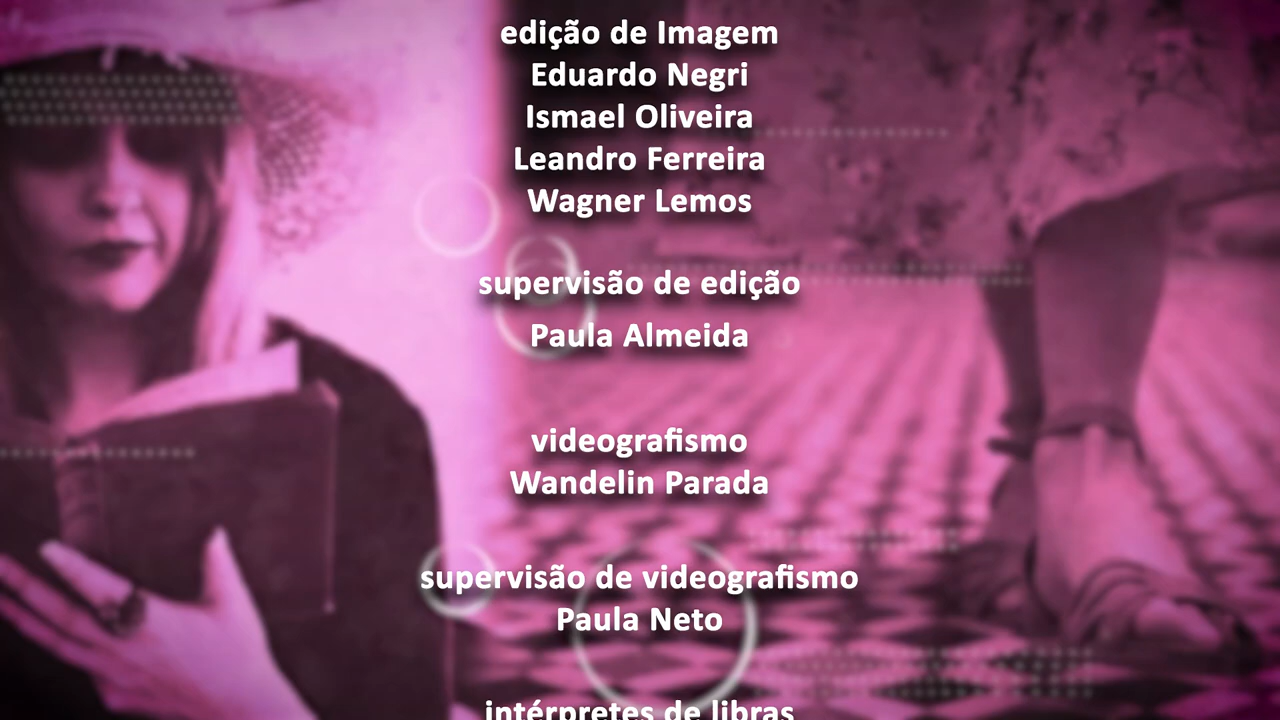 edição de Imagem
Eduardo Negri
Ismael Oliveira
Leandro Ferreira
Wagner Lemos
supervisão de edição
Paula Almeida
videografismo
Wandelin Parada
supervisão de videografismo
Paula Neto
intérpretes de libras